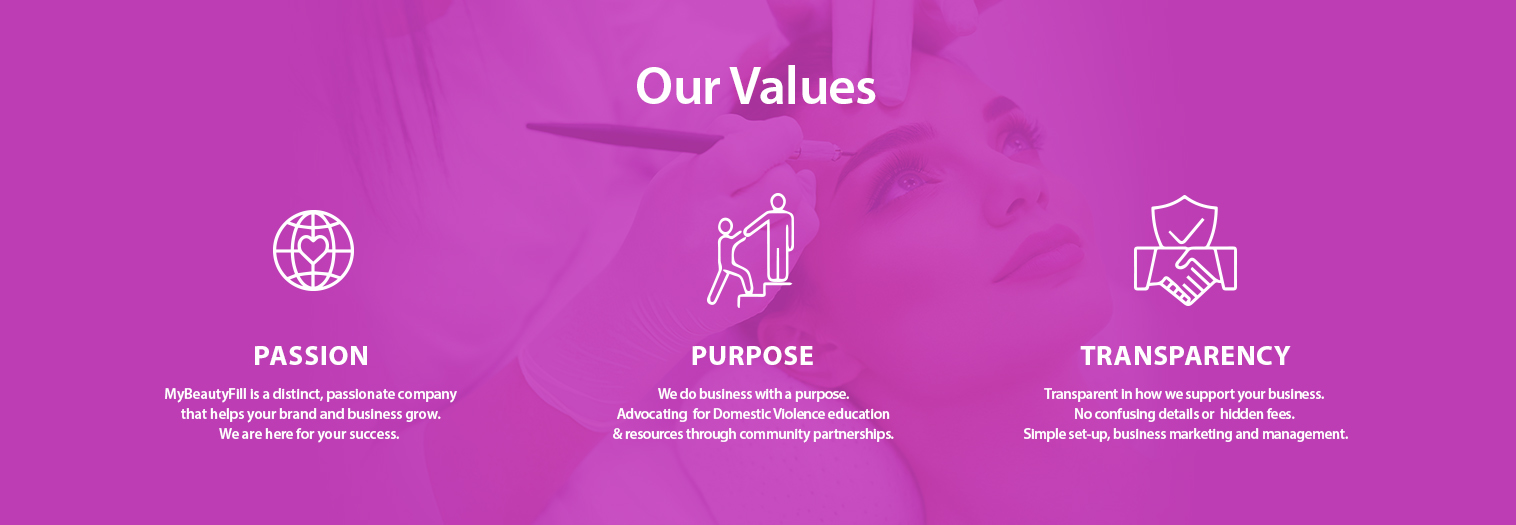 Our Values
PASSION
MyBeautyFill is a distinct, passionate company
that helps your brand and business grow.
We are here for your success.
PURPOSE
We do business with a purpose.
Advocating for Domestic Violence education
& resources through community partnerships.
TRANSPARENCY
Transparent in how we support your business.
No confusing details or hidden fees.
Simple set-up, business marketing and management.